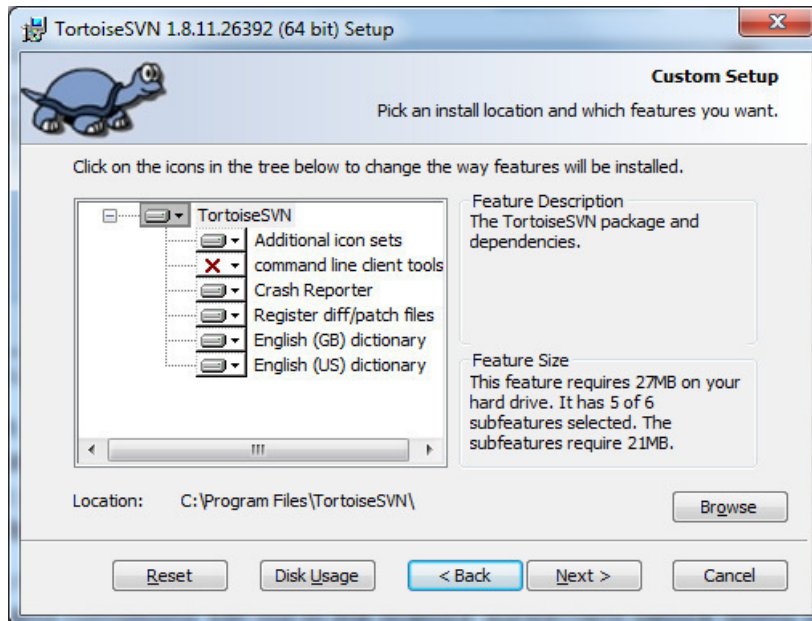 TortoiseSVN 1.8.11.26392 (64 bit) Setup
Custom Setup
Pick an install location and which features you want.
Click on the icons in the tree below to change the way features will be installed.
TortoiseSVN
Additional icon sets
command line client tools
Crash Reporter
Register diff/patch files
English (GB) dictionary
English (US) dictionary
Feature Description
The TortoiseSVN package and
dependencies.
Feature Size
This feature requires 27MB on your
hard drive. It has 5 of 6
subfeatures selected. The
subfeatures require 21MB.
Location: C:\Program Files\TortoiseSVN\
Browse
Reset Disk Usage < Back Next > Cancel